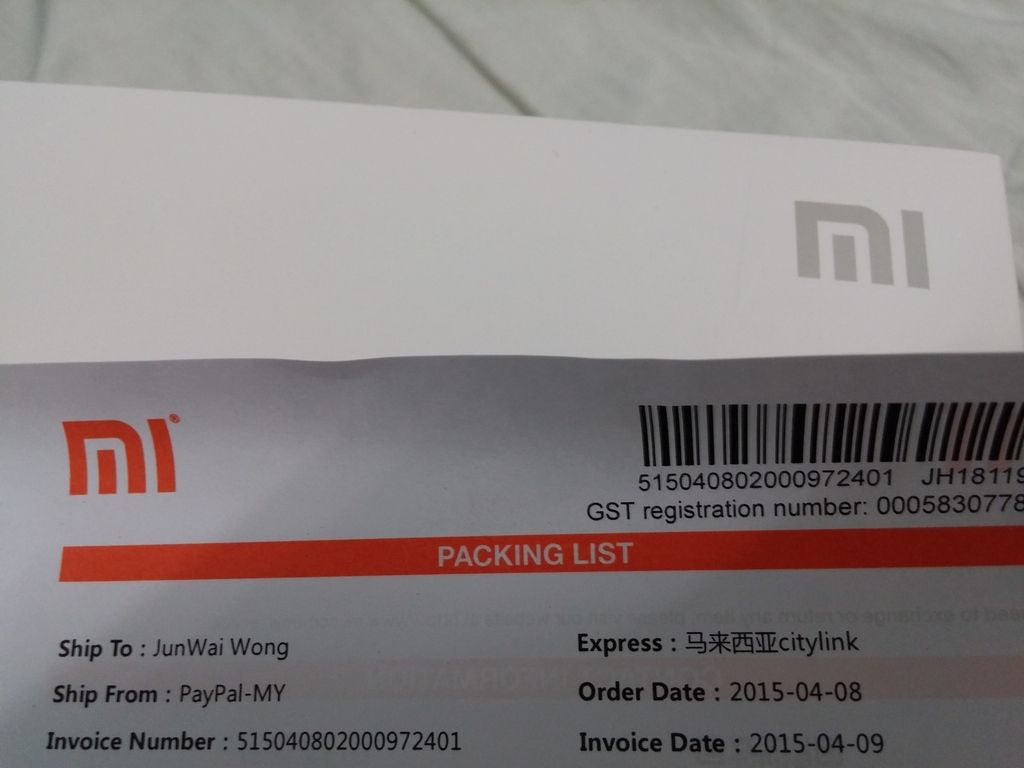 mi
mi®
515040802000972401 JH18119
GST registration number: 0005830778
PACKING LIST
Ship To : JunWai Wong
Express : 马来西亚citylink
Ship From : PayPal-MY
Order Date : 2015-04-08
Invoice Number : 515040802000972401
Invoice Date : 2015-04-09